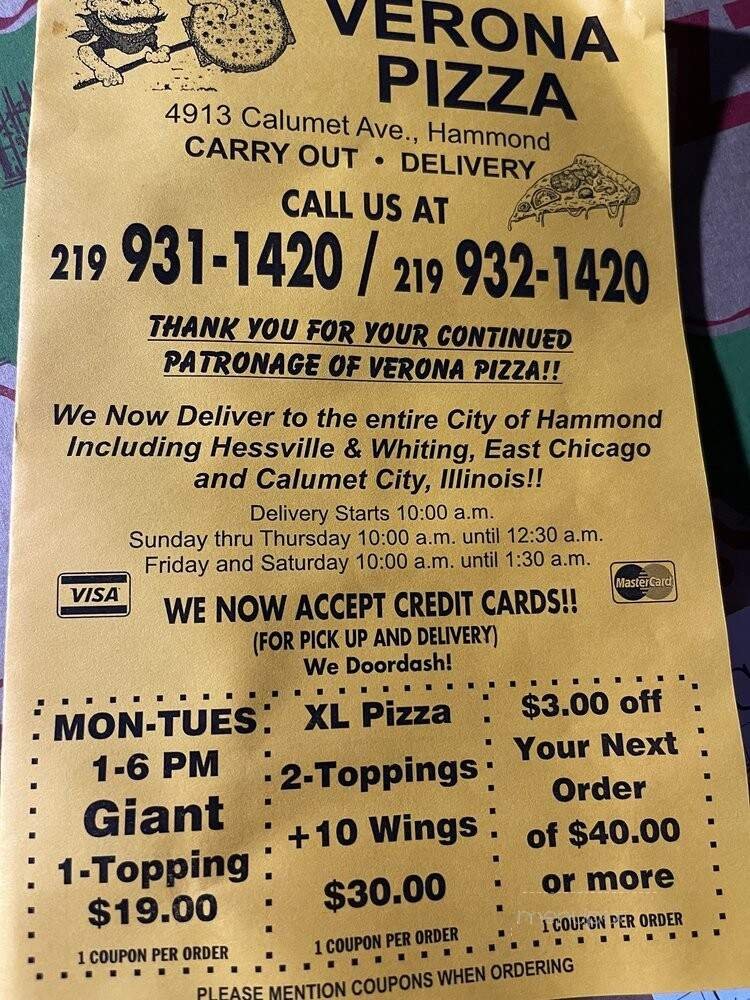 VERONA
PIZZA
4913 Calumet Ave., Hammond
CARRY OUT • DELIVERY
CALL US AT
219 931-1420 / 219 932-1420
THANK YOU FOR YOUR CONTINUED
PATRONAGE OF VERONA PIZZA!!
We Now Deliver to the entire City of Hammond
Including Hessville & Whiting, East Chicago
and Calumet City, Illinois!!
Delivery Starts 10:00 a.m.
Sunday thru Thursday 10:00 a.m. until 12:30 a.m.
Friday and Saturday 10:00 a.m. until 1:30 a.m.
VISA
MasterCard
WE NOW ACCEPT CREDIT CARDS!!
(FOR PICK UP AND DELIVERY)
We Doordash!
MON-TUES
1-6 PM
Giant
1-Topping
$19.00
1 COUPON PER ORDER
XL Pizza
2-Toppings
+10 Wings
$30.00
1 COUPON PER ORDER
$3.00 off
Your Next
Order
of $40.00
or more
1 COUPON PER ORDER
PLEASE MENTION COUPONS WHEN ORDERING